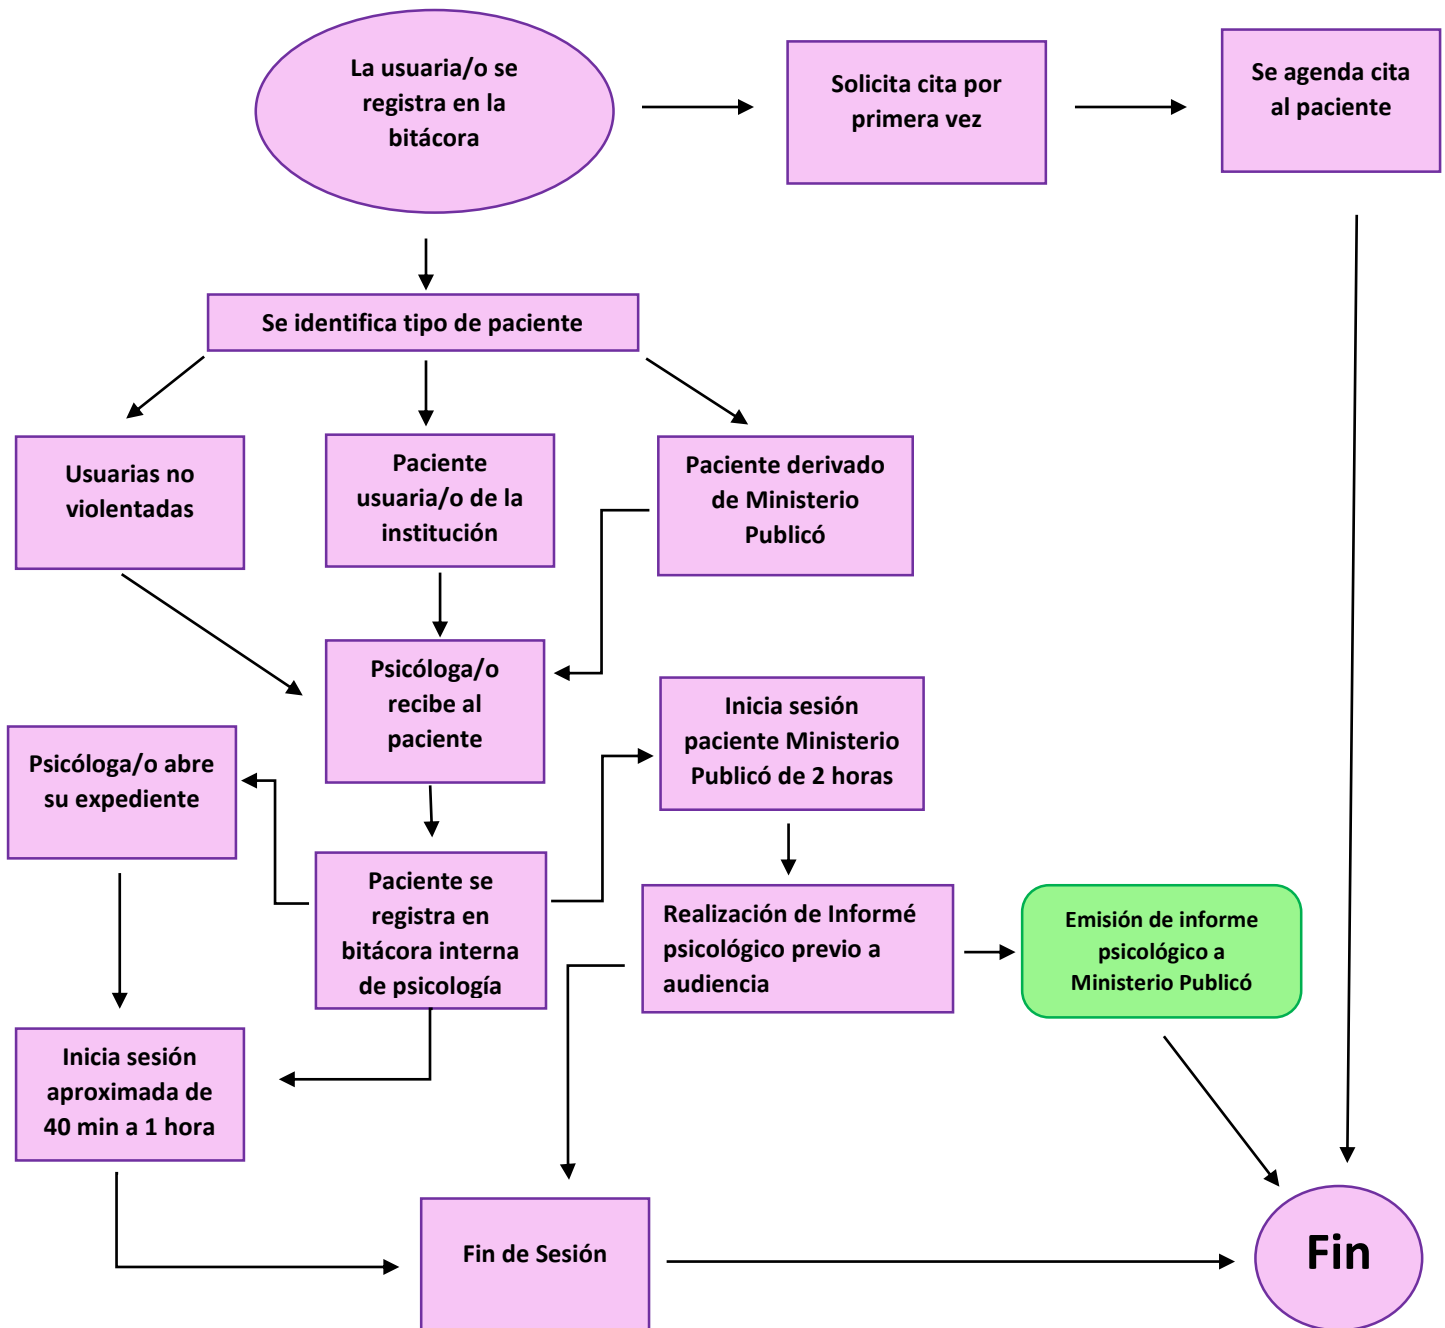 La usuaria/o se
registra en la
bitácora
Solicita cita por
primera vez
Se agenda cita
al paciente
Se identifica tipo de paciente
Usuarias no
violentadas
Paciente
usuaria/o de la
institución
Paciente derivado
de Ministerio
Publicó
Psicóloga/o
recibe al
paciente
Inicia sesión
paciente Ministerio
Publicó de 2 horas
Psicóloga/o abre
su expediente
Paciente se
registra en
bitácora interna
de psicología
Realización de Informé
psicológico previo a
audiencia
Emisión de informe
psicológico a
Ministerio Publicó
Inicia sesión
aproximada de
40 min a 1 hora
Fin de Sesión
Fin